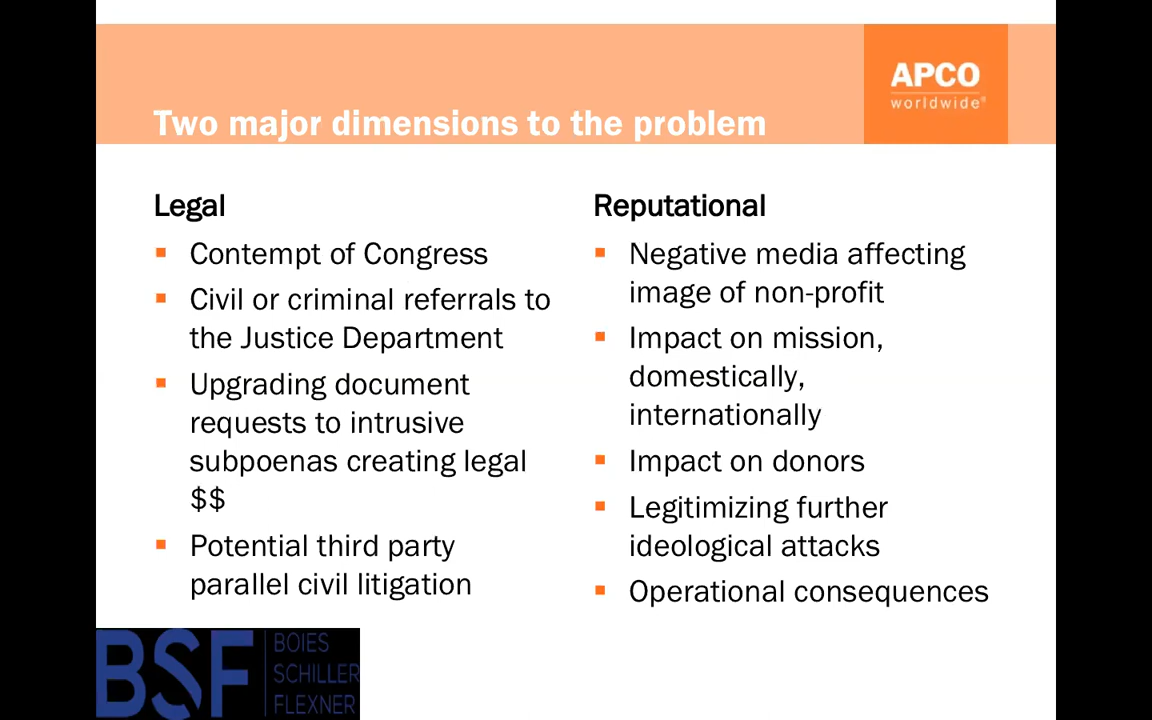 APCO
worldwide®
Two major dimensions to the problem
Legal
Contempt of Congress
Civil or criminal referrals to
the Justice Department
Upgrading document
requests to intrusive
subpoenas creating legal
$$
Potential third party
parallel civil litigation
Reputational
Negative media affecting
image of non-profit
Impact on mission,
domestically,
internationally
Impact on donors
Legitimizing further
ideological attacks
Operational consequences
BSF
BOIES
SCHILLER
FLEXNER